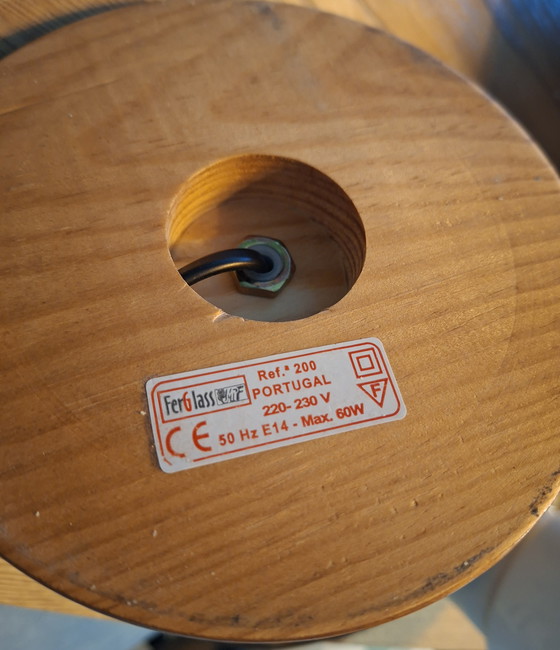 FerGlass
Ref.ª 200
PORTUGAL
220-230 V
50 Hz E14 - Max. 60W
CE
F